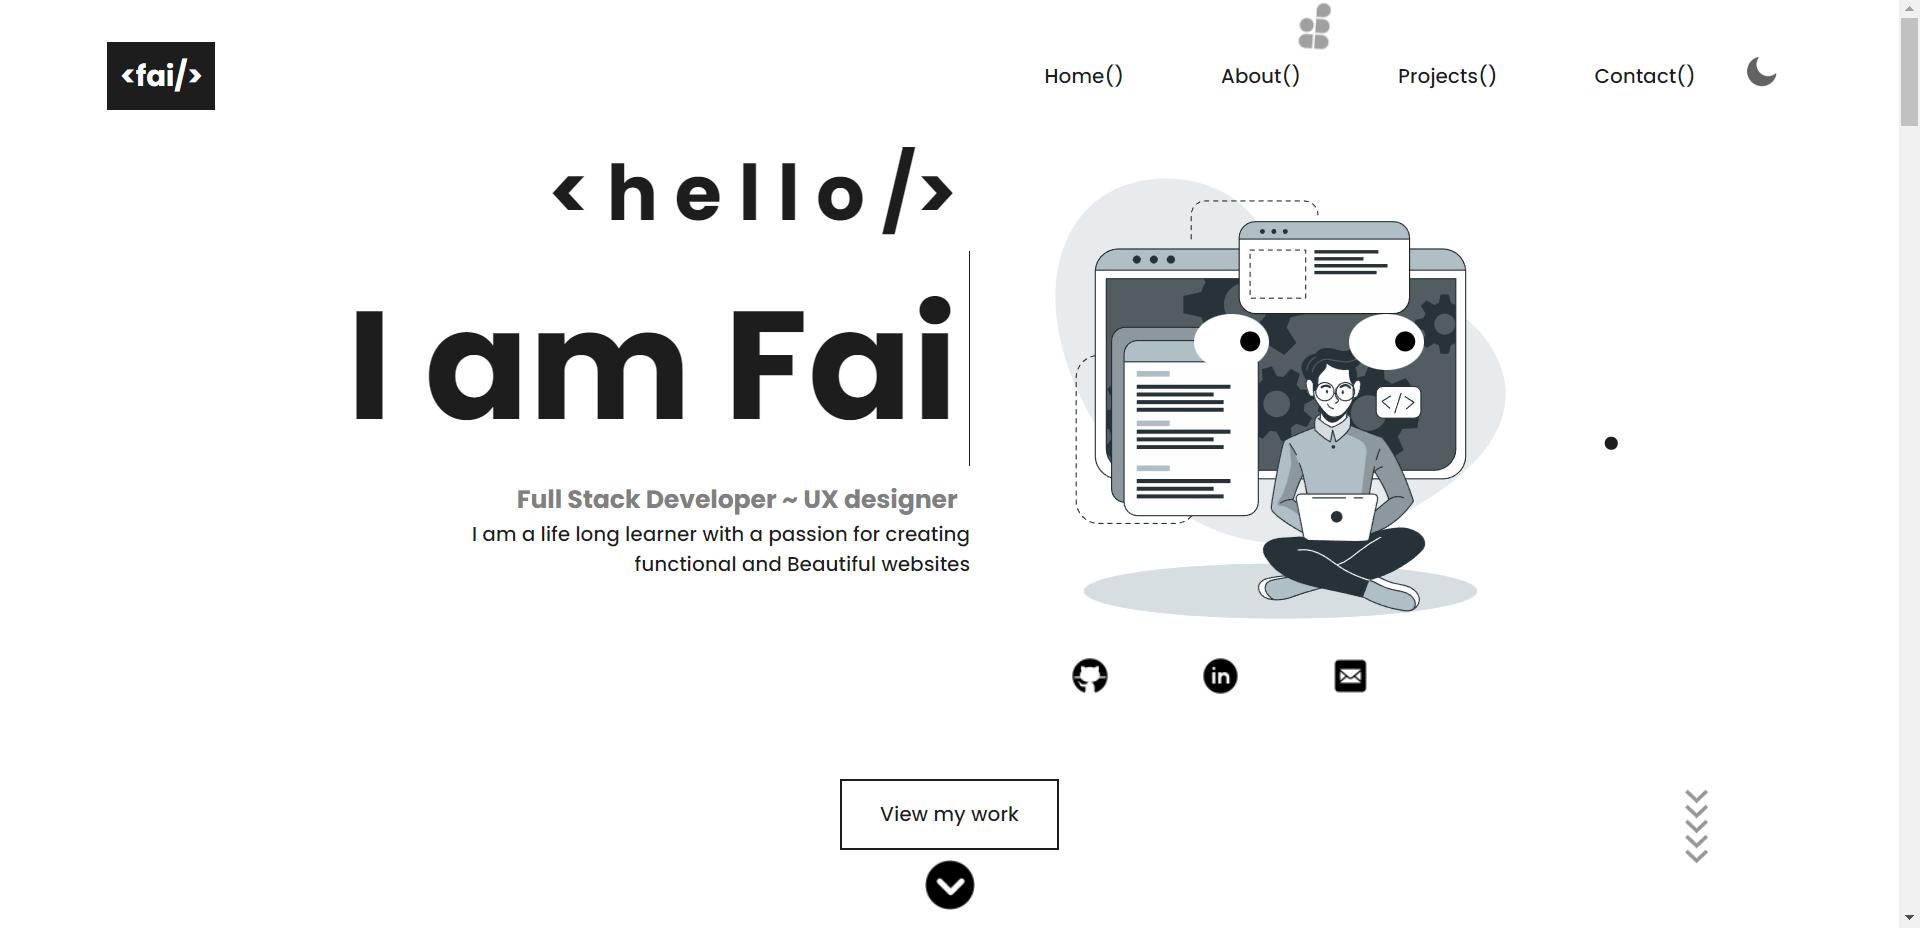 <fai/>
Home()
About()
Projects()
Contact()
<hello/>
I am Fai
Full Stack Developer ~ UX designer
I am a life long learner with a passion for creating
functional and Beautiful websites
</>
in
View my work